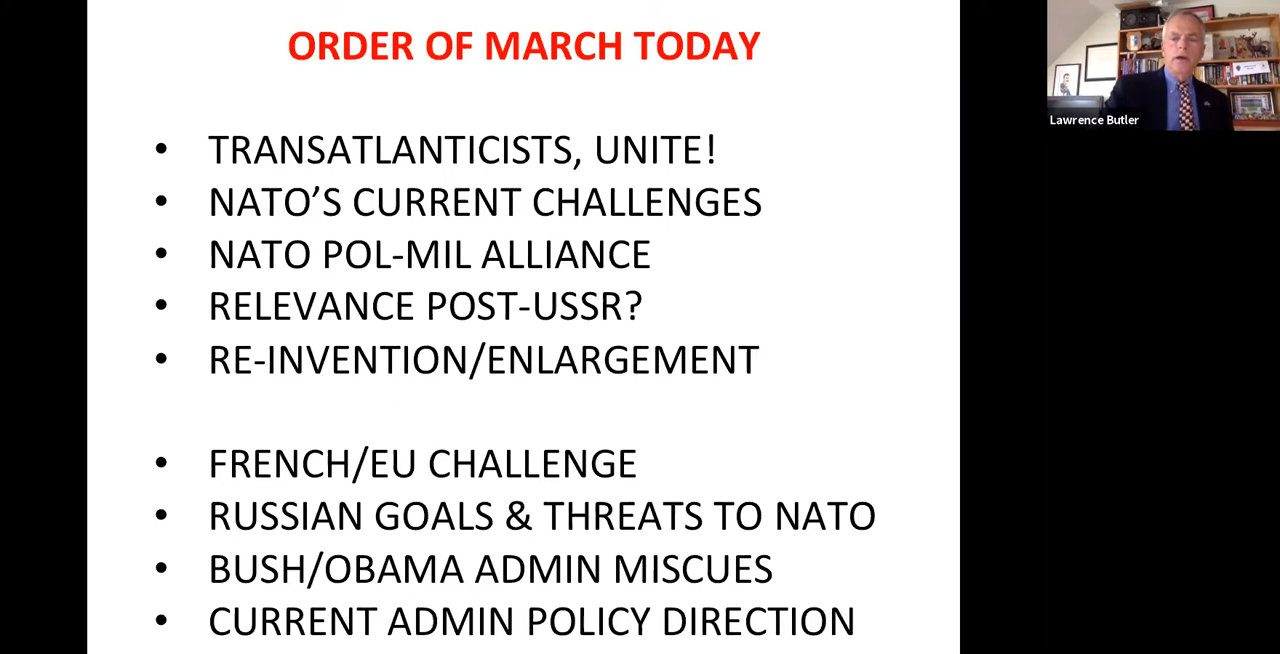 ORDER OF MARCH TODAY
• TRANSATLANTICISTS, UNITE!
• NATO’S CURRENT CHALLENGES
• NATO POL-MIL ALLIANCE
• RELEVANCE POST-USSR?
• RE-INVENTION/ENLARGEMENT
• FRENCH/EU CHALLENGE
• RUSSIAN GOALS & THREATS TO NATO
• BUSH/OBAMA ADMIN MISCUES
• CURRENT ADMIN POLICY DIRECTION
Lawrence Butler